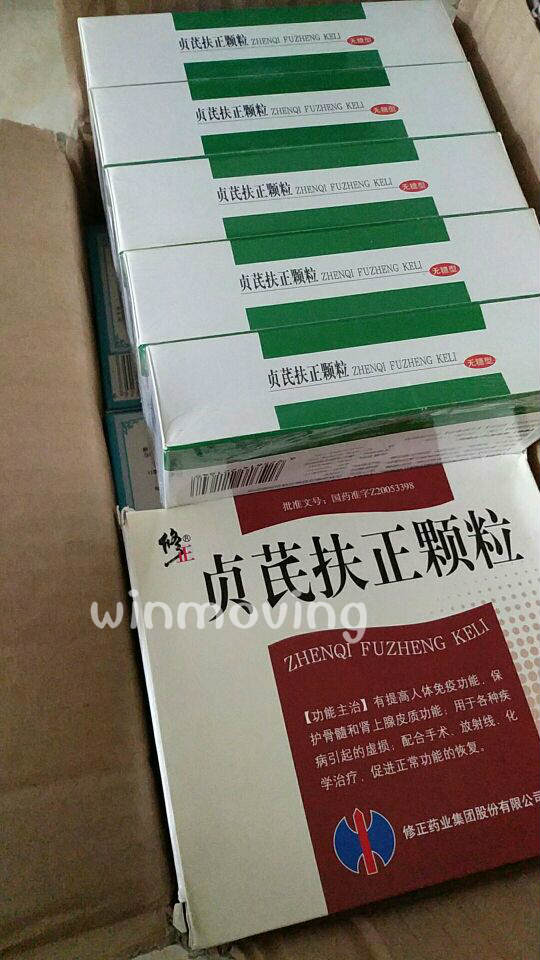 贞芪扶正颗粒 ZHENQI FUZHENG KELI 无糖型
贞芪扶正颗粒 ZHENQI FUZHENG KELI 无糖型
贞芪扶正颗粒 ZHENQI FUZHENG KELI 无糖型
贞芪扶正颗粒 ZHENQI FUZHENG KELI 无糖型
贞芪扶正颗粒 ZHENQI FUZHENG KELI 无糖型
批准文号：国药准字Z20053398
修正®
贞芪扶正颗粒
winmoving
ZHENQI FUZHENG KELI
【功能主治】有提高人体免疫功能，保
护骨髓和肾上腺皮质功能；用于各种疾
病引起的虚损，配合手术、放射线、化
学治疗，促进正常功能的恢复。
修正药业集团股份有限公司